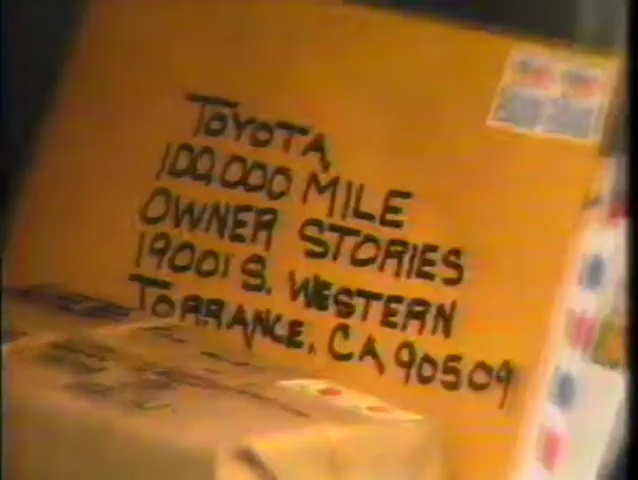 TOYOTA
100,000 MILE
OWNER STORIES
19001 S. WESTERN
TORRANCE, CA 90509